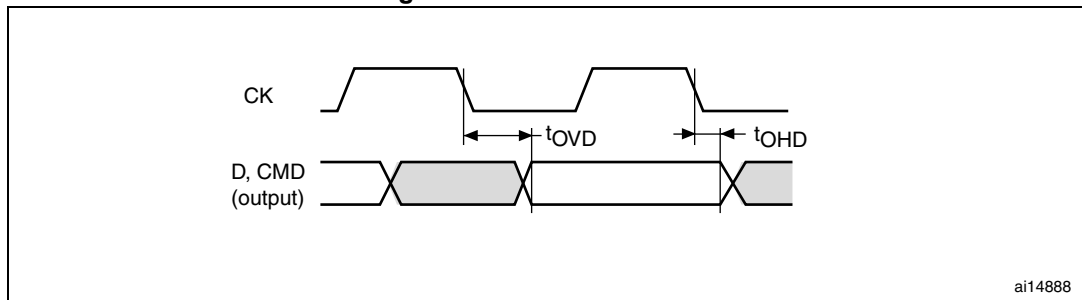 CK
tOVD
tOHD
D, CMD
(output)
ai14888